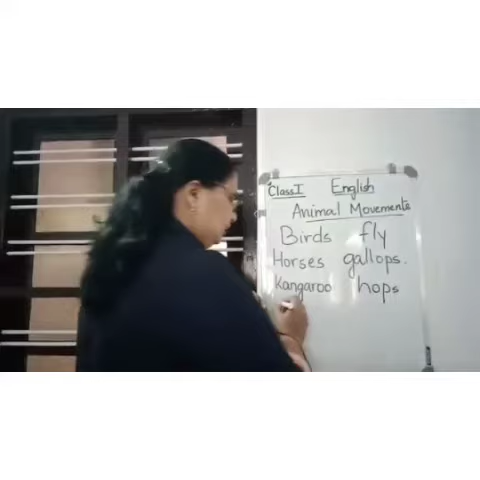 Class I English
Animal Movements
Birds fly
Horses gallops.
Kangaroo hops